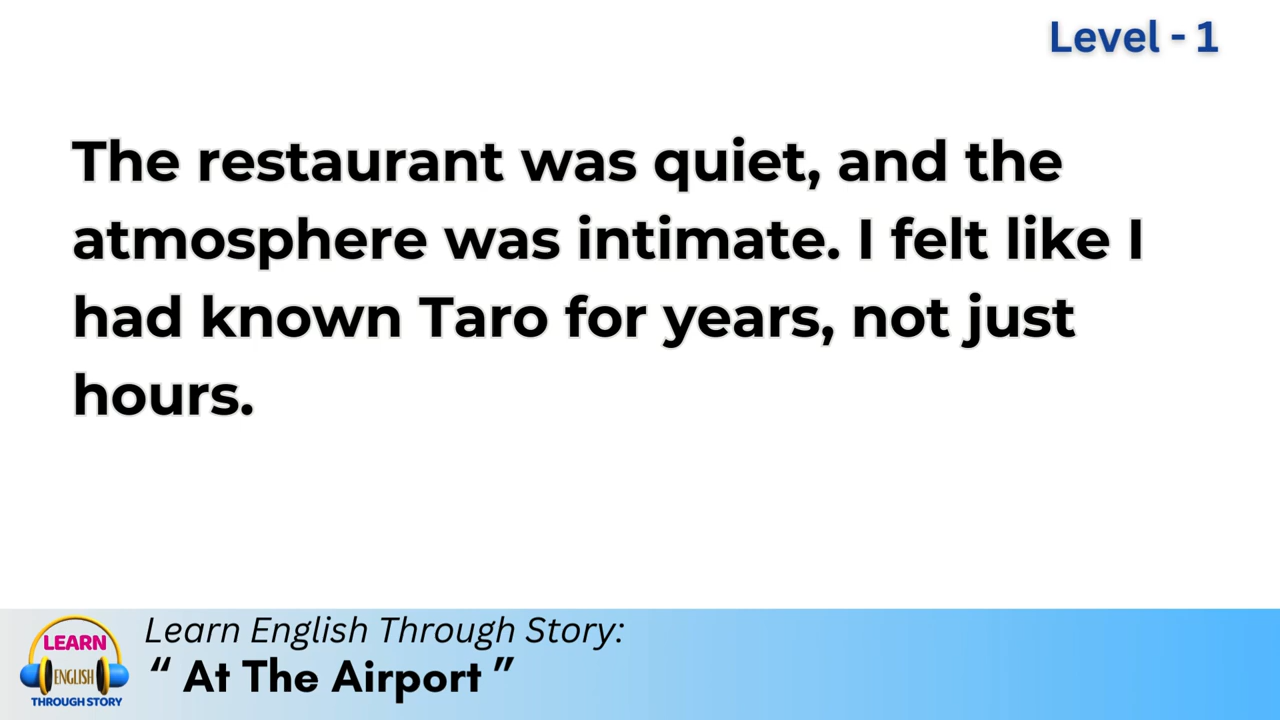 Level - 1
The restaurant was quiet, and the
atmosphere was intimate. I felt like I
had known Taro for years, not just
hours.
Learn English Through Story:
“ At The Airport ”
LEARN
ENGLISH
THROUGH STORY